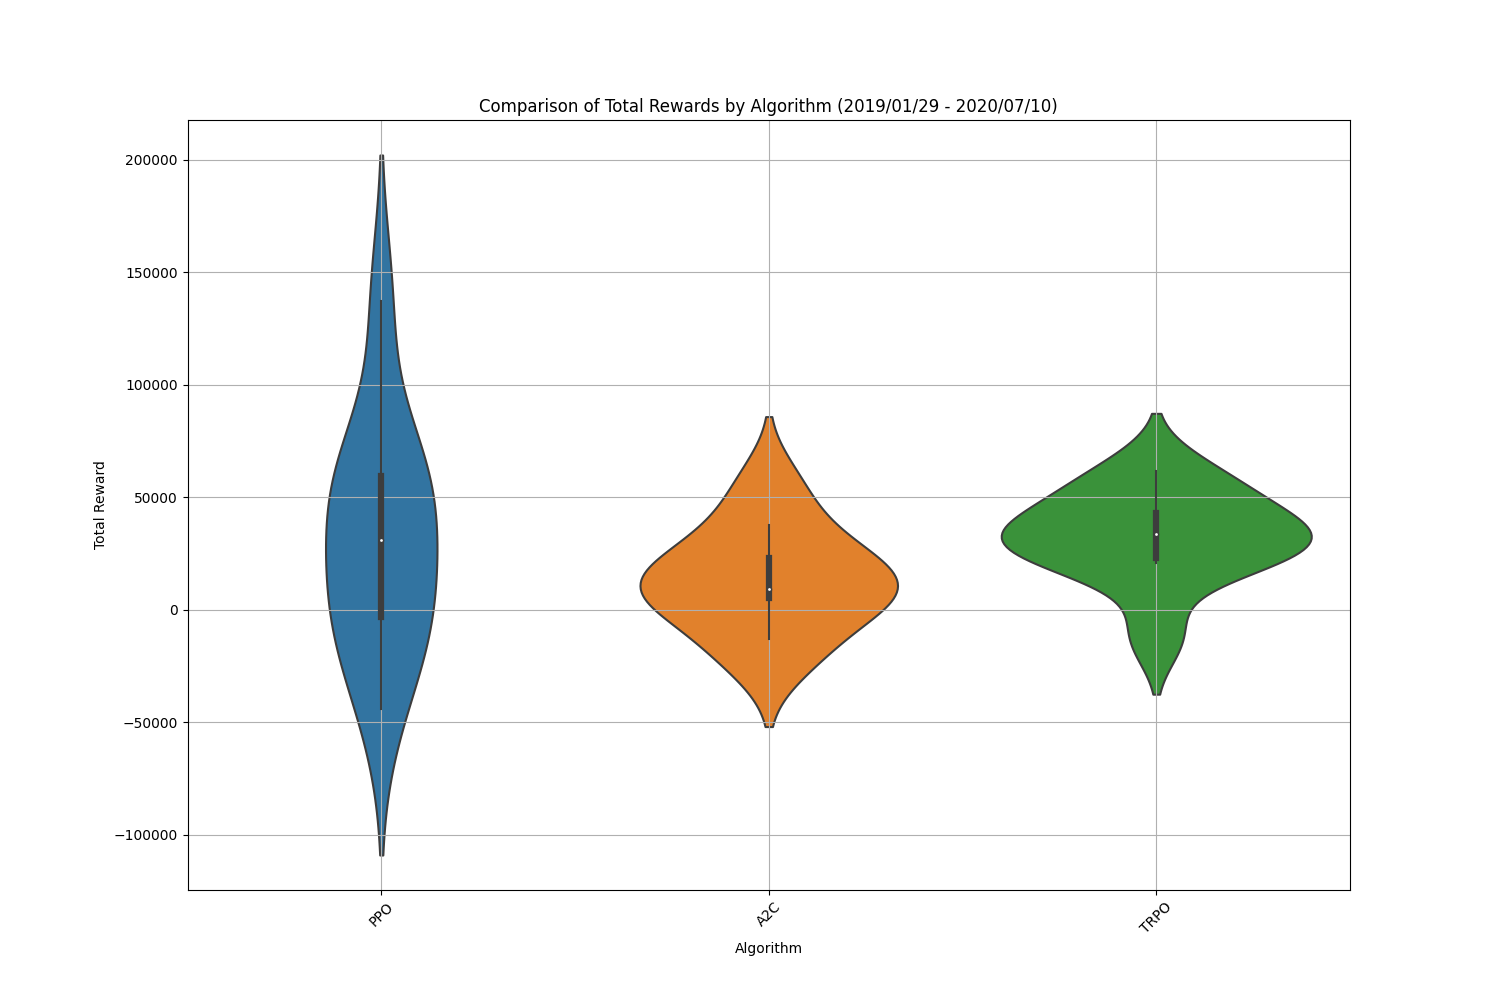 Comparison of Total Rewards by Algorithm (2019/01/29 - 2020/07/10)
200000
150000
100000
50000
0
−50000
−100000
Total Reward
PPO
A2C
TRPO
Algorithm